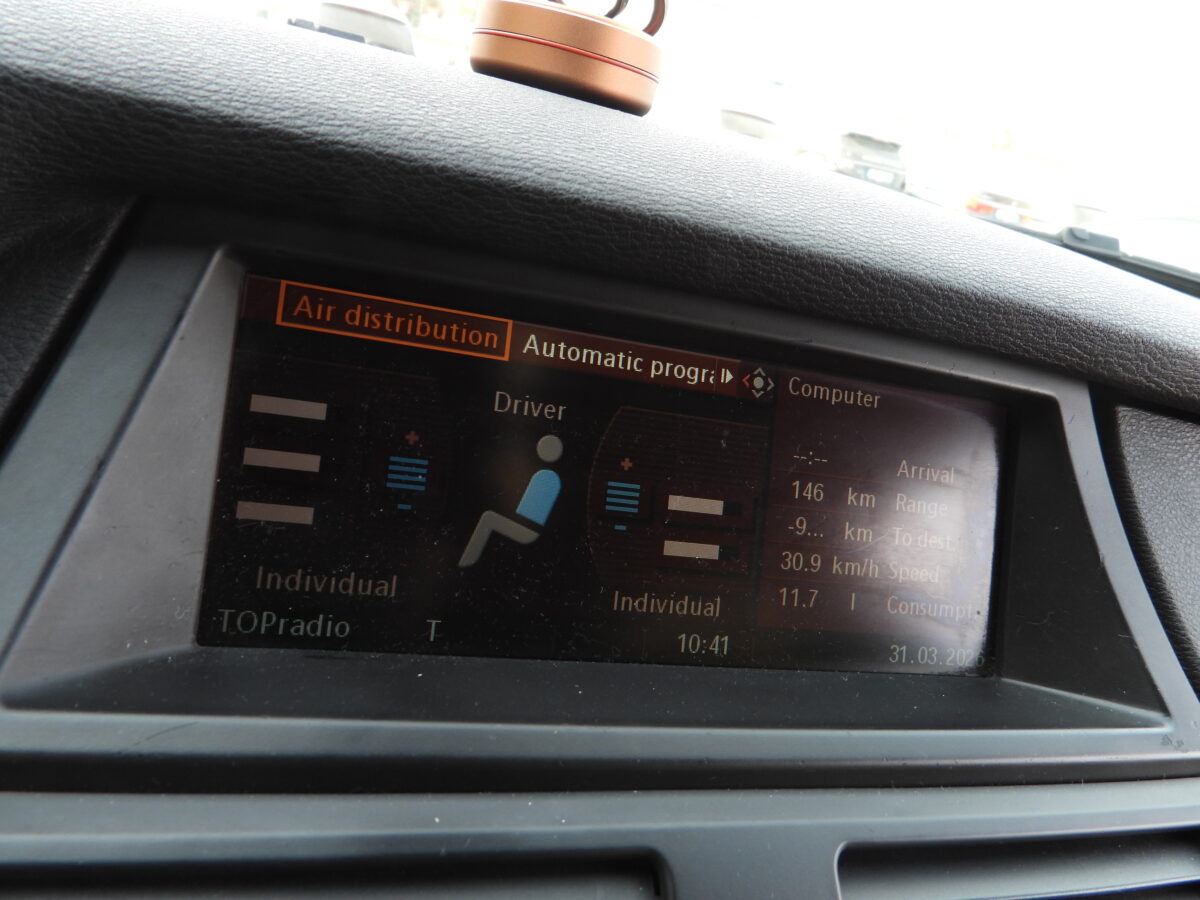 Air distribution Automatic progra
Computer
Driver
--:-- Arrival
146 km Range
-9... km To dest.
30.9 km/h Speed
11.7 l Consumpt.
Individual
Individual
TOPradio T 10:41
31.03.2026